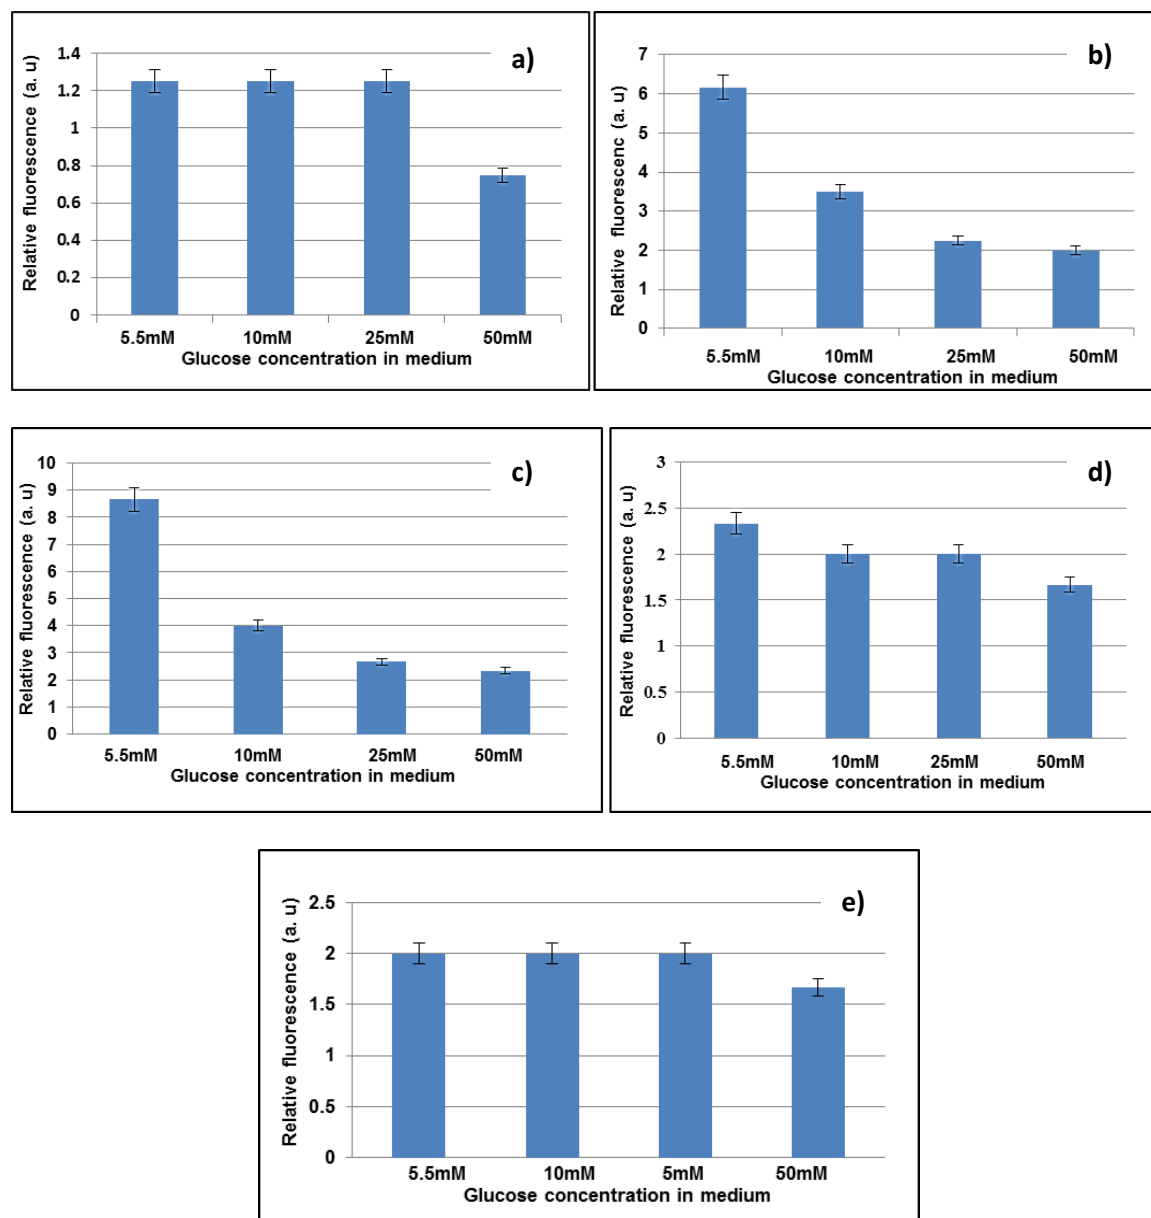 a)
Relative fluorescence (a. u)
1.4
1.2
1
0.8
0.6
0.4
0.2
0
5.5mM 10mM 25mM 50mM
Glucose concentration in medium
b)
Relative fluorescenc (a. u)
7
6
5
4
3
2
1
0
5.5mM 10mM 25mM 50mM
Glucose concentration in medium
c)
Relative fluorescence (a. u)
10
9
8
7
6
5
4
3
2
1
0
5.5mM 10mM 25mM 50mM
Glucose concentration in medium
d)
Relative fluorescence (a. u)
3
2.5
2
1.5
1
0.5
0
5.5mM 10mM 25mM 50mM
Glucose concentration in medium
e)
Relative fluorescence (a. u)
2.5
2
1.5
1
0.5
0
5.5mM 10mM 5mM 50mM
Glucose concentration in medium